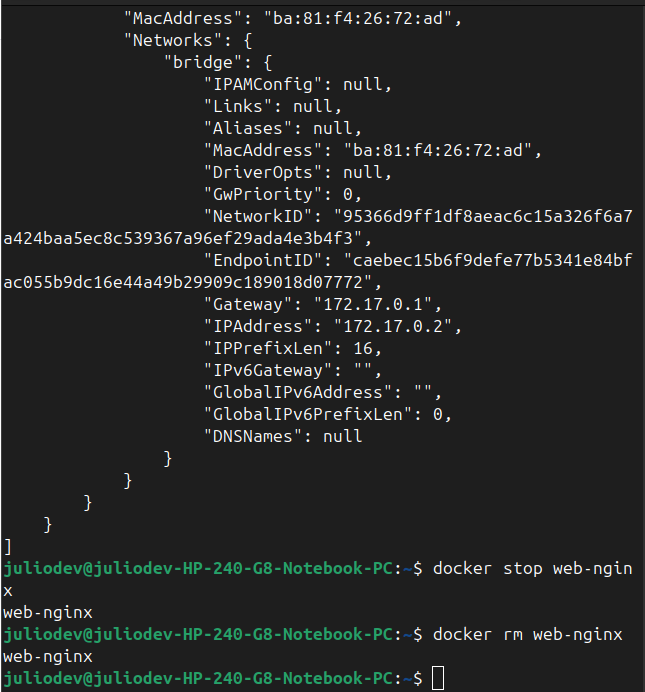 "MacAddress": "ba:81:f4:26:72:ad",
"Networks": {
"bridge": {
"IPAMConfig": null,
"Links": null,
"Aliases": null,
"MacAddress": "ba:81:f4:26:72:ad",
"DriverOpts": null,
"GwPriority": 0,
"NetworkID": "95366d9ff1df8aeac6c15a326f6a7
a424baa5ec8c539367a96ef29ada4e3b4f3",
"EndpointID": "caebec15b6f9defe77b5341e84bf
ac055b9dc16e44a49b29909c189018d07772",
"Gateway": "172.17.0.1",
"IPAddress": "172.17.0.2",
"IPPrefixLen": 16,
"IPv6Gateway": "",
"GlobalIPv6Address": "",
"GlobalIPv6PrefixLen": 0,
"DNSNames": null
}
}
}
}
]
juliodev@juliodev-HP-240-G8-Notebook-PC:~$ docker stop web-ngin
x
web-nginx
juliodev@juliodev-HP-240-G8-Notebook-PC:~$ docker rm web-nginx
web-nginx
juliodev@juliodev-HP-240-G8-Notebook-PC:~$